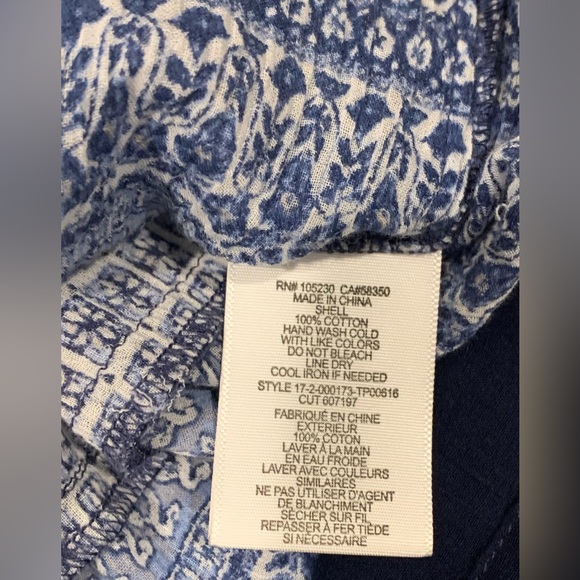 RN# 105230 CA#58350
MADE IN CHINA
SHELL
100% COTTON
HAND WASH COLD
WITH LIKE COLORS
DO NOT BLEACH
LINE DRY
COOL IRON IF NEEDED
STYLE 17-2-000173-TP00616
CUT 607197
FABRIQUÉ EN CHINE
EXTERIEUR
100% COTON
LAVER À LA MAIN
EN EAU FROIDE
LAVER AVEC COULEURS
SIMILAIRES
NE PAS UTILISER D'AGENT
DE BLANCHIMENT
SÉCHER SUR FIL
REPASSER À FER TIÈDE
SI NÉCESSAIRE